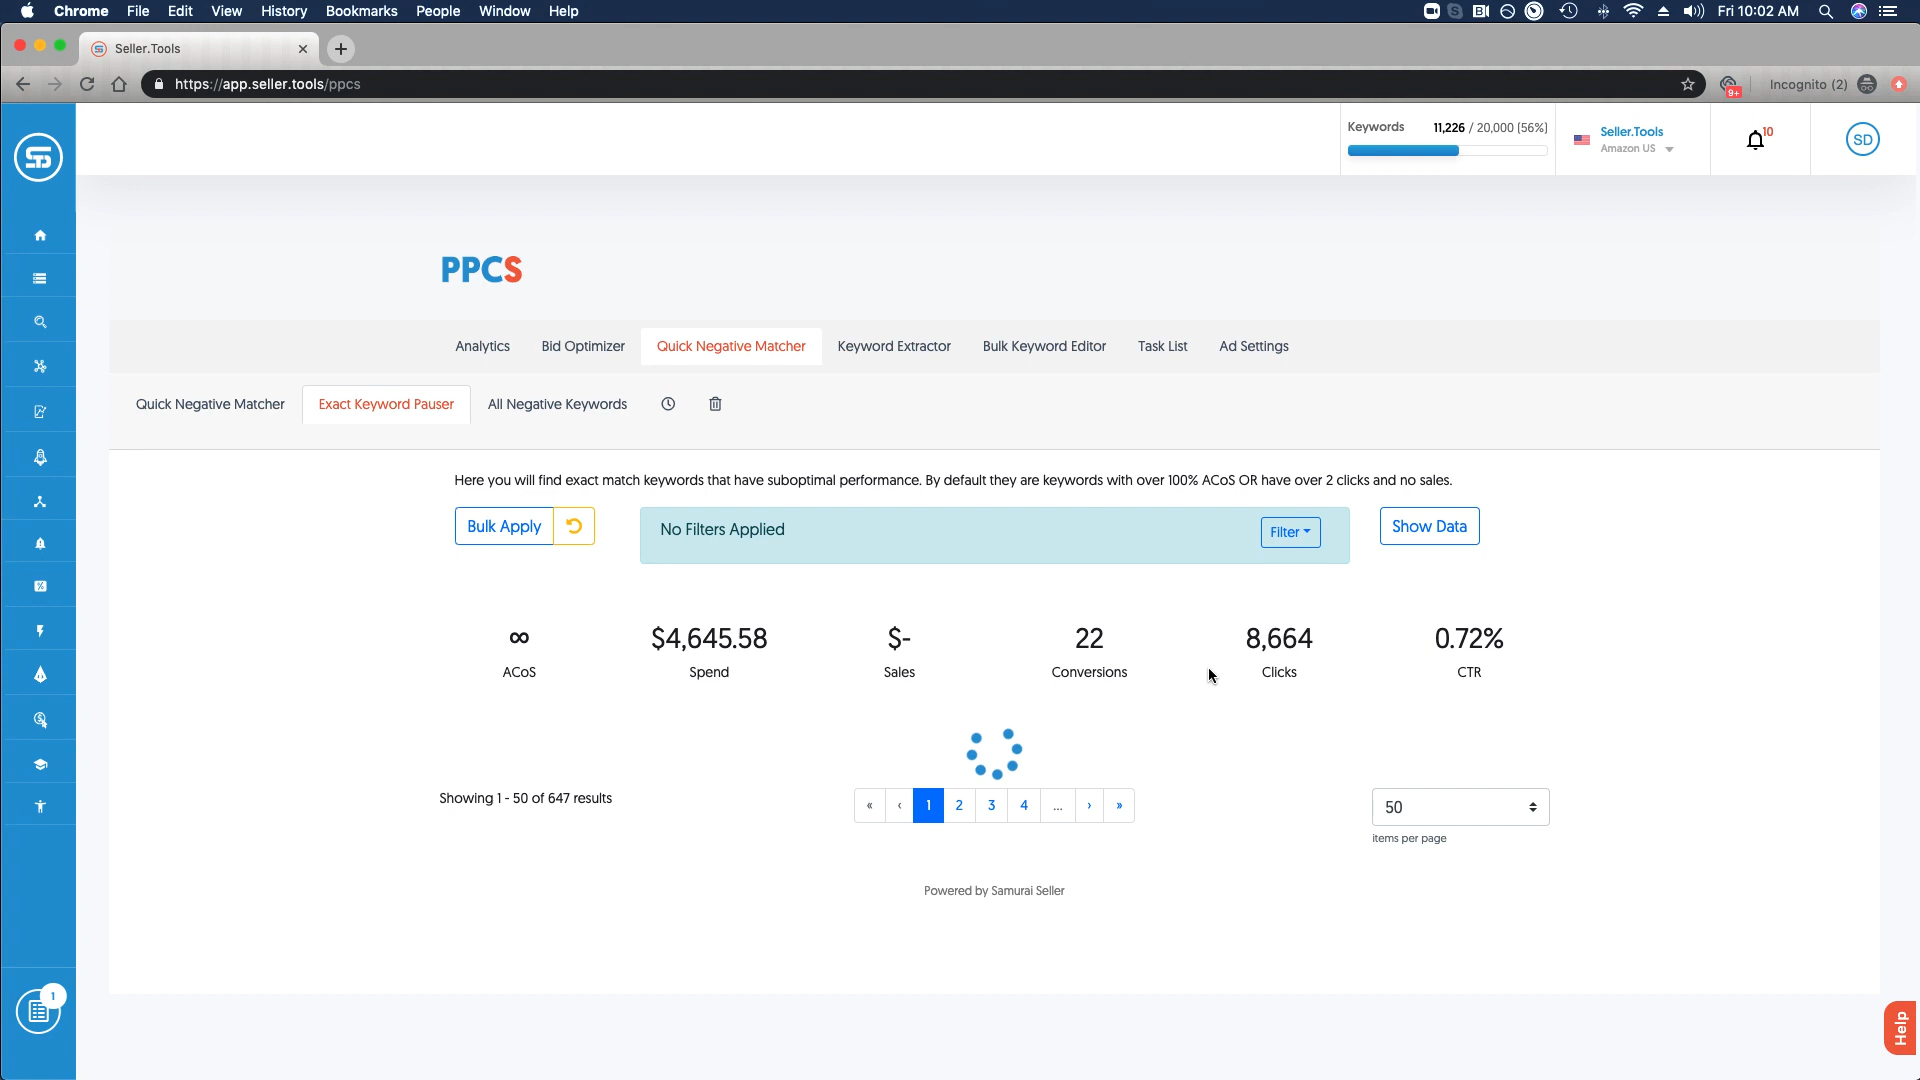 Chrome File Edit View History Bookmarks People Window Help Fri 10:02 AM
Seller.Tools
https://app.seller.tools/ppcs 9+ Incognito (2)
Keywords 11,226 / 20,000 (56%)
Seller.Tools
Amazon US
10
SD
PPCS
Analytics Bid Optimizer Quick Negative Matcher Keyword Extractor Bulk Keyword Editor Task List Ad Settings
Quick Negative Matcher Exact Keyword Pauser All Negative Keywords
Here you will find exact match keywords that have suboptimal performance. By default they are keywords with over 100% ACoS OR have over 2 clicks and no sales.
Bulk Apply No Filters Applied Filter Show Data
∞ $4,645.58 $- 22 8,664 0.72%
ACoS Spend Sales Conversions Clicks CTR
Showing 1 - 50 of 647 results « ‹ 1 2 3 4 ... › » 50
items per page
Powered by Samurai Seller
1
Help